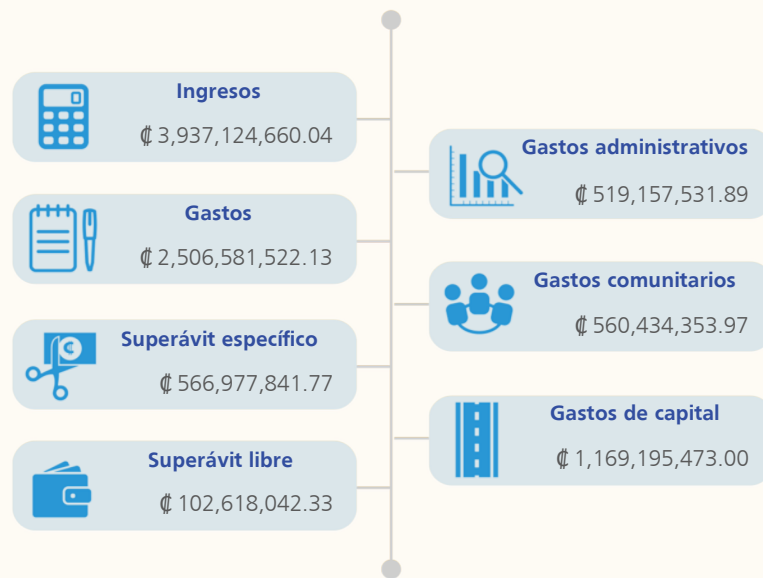 Ingresos
₡ 3,937,124,660.04
Gastos
₡ 2,506,581,522.13
Superávit específico
₡ 566,977,841.77
Superávit libre
₡ 102,618,042.33
Gastos administrativos
₡ 519,157,531.89
Gastos comunitarios
₡ 560,434,353.97
Gastos de capital
₡ 1,169,195,473.00